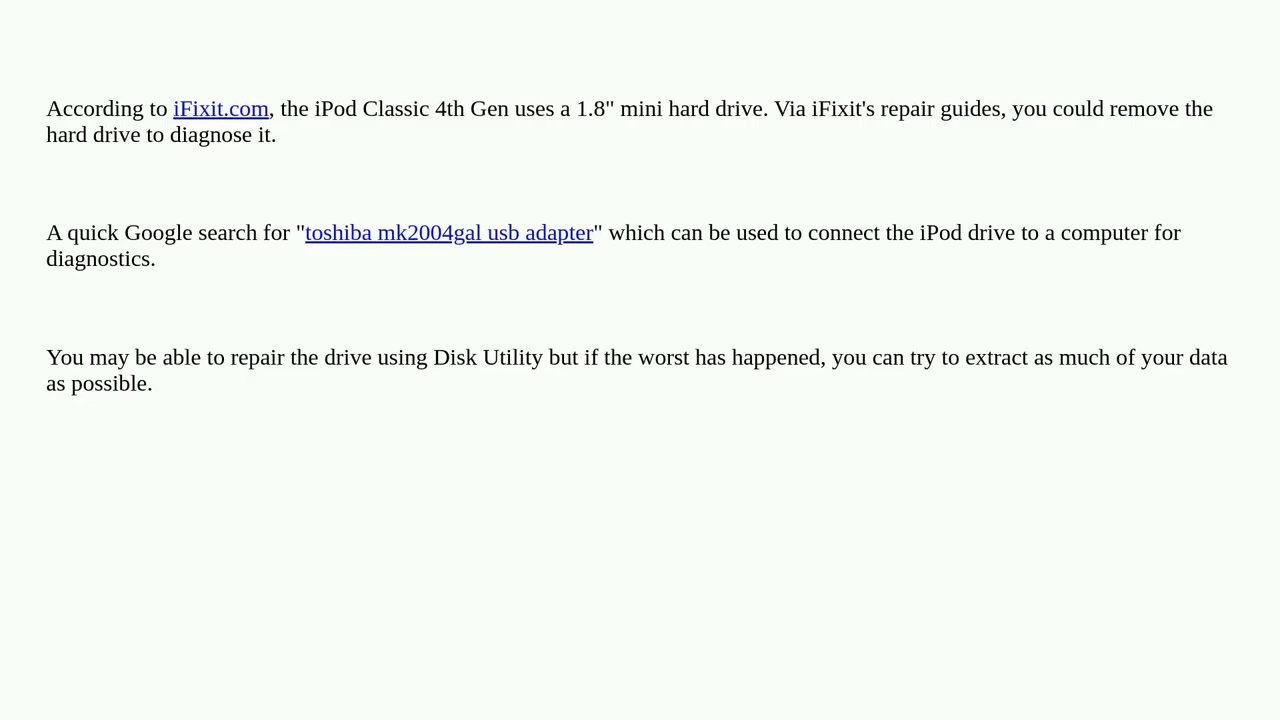 According to iFixit.com, the iPod Classic 4th Gen uses a 1.8" mini hard drive. Via iFixit's repair guides, you could remove the
hard drive to diagnose it.
A quick Google search for "toshiba mk2004gal usb adapter" which can be used to connect the iPod drive to a computer for
diagnostics.
You may be able to repair the drive using Disk Utility but if the worst has happened, you can try to extract as much of your data
as possible.